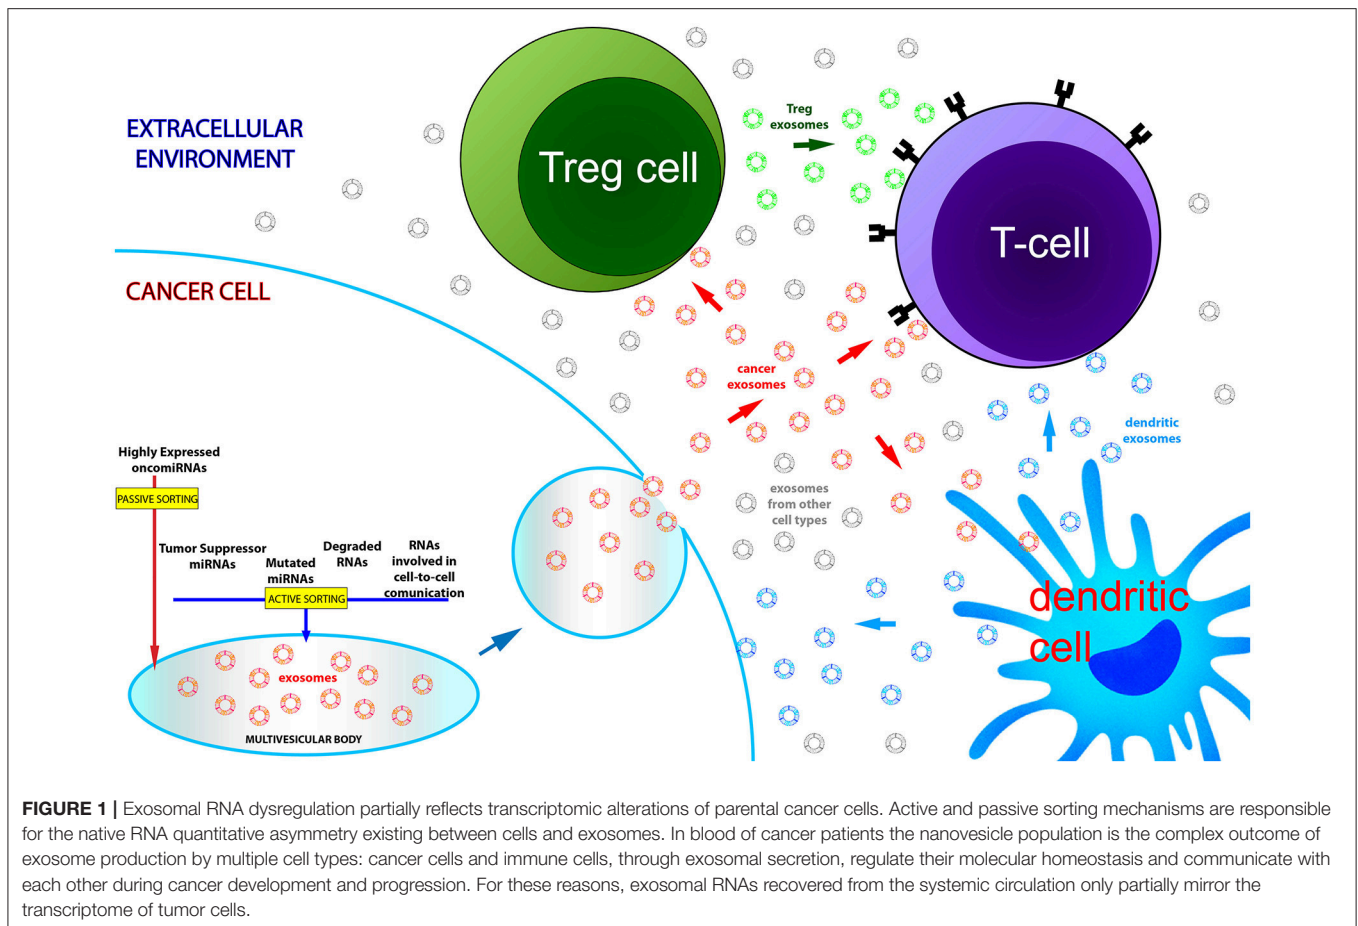 EXTRACELLULAR
ENVIRONMENT
Treg cell
Treg
exosomes
T-cell
CANCER CELL
cancer
exosomes
dendritic
exosomes
Highly Expressed
oncomiRNAs
PASSIVE SORTING
exosomes
from other
cell types
Tumor Suppressor
miRNAs
Mutated
miRNAs
Degraded
RNAs
RNAs
involved in
cell-to-cell
comunication
ACTIVE SORTING
dendritic
cell
exosomes
MULTIVESICULAR BODY
FIGURE 1 | Exosomal RNA dysregulation partially reflects transcriptomic alterations of parental cancer cells. Active and passive sorting mechanisms are responsible
for the native RNA quantitative asymmetry existing between cells and exosomes. In blood of cancer patients the nanovesicle population is the complex outcome of
exosome production by multiple cell types: cancer cells and immune cells, through exosomal secretion, regulate their molecular homeostasis and communicate with
each other during cancer development and progression. For these reasons, exosomal RNAs recovered from the systemic circulation only partially mirror the
transcriptome of tumor cells.